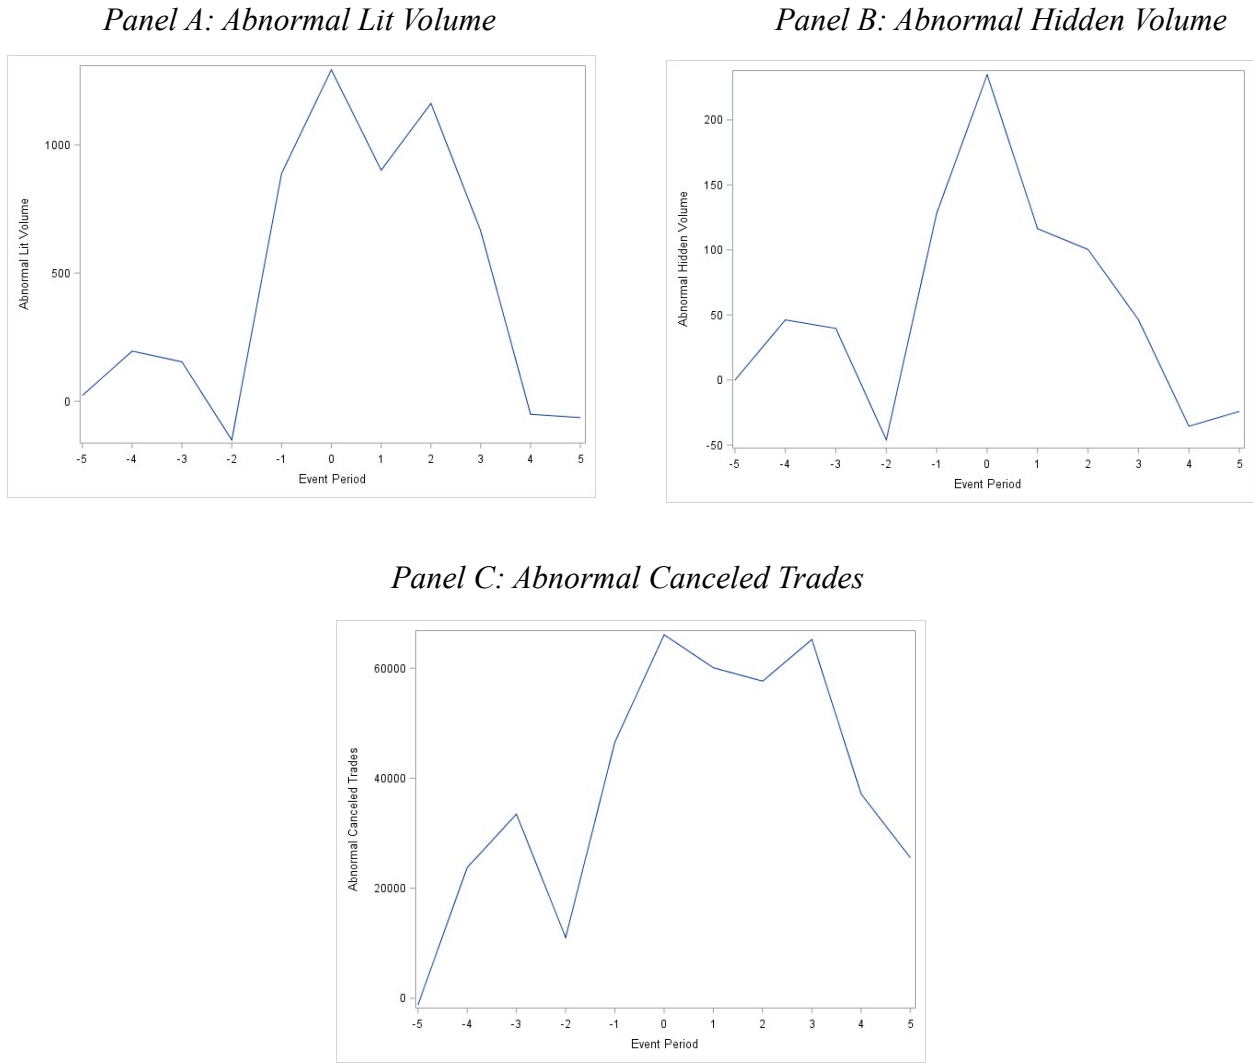 Panel A: Abnormal Lit Volume
1000
500
0
Abnormal Lit Volume
-5 -4 -3 -2 -1 0 1 2 3 4 5
Event Period
Panel B: Abnormal Hidden Volume
200
150
100
50
0
-50
Abnormal Hidden Volume
-5 -4 -3 -2 -1 0 1 2 3 4 5
Event Period
Panel C: Abnormal Canceled Trades
60000
40000
20000
0
Abnormal Canceled Trades
-5 -4 -3 -2 -1 0 1 2 3 4 5
Event Period